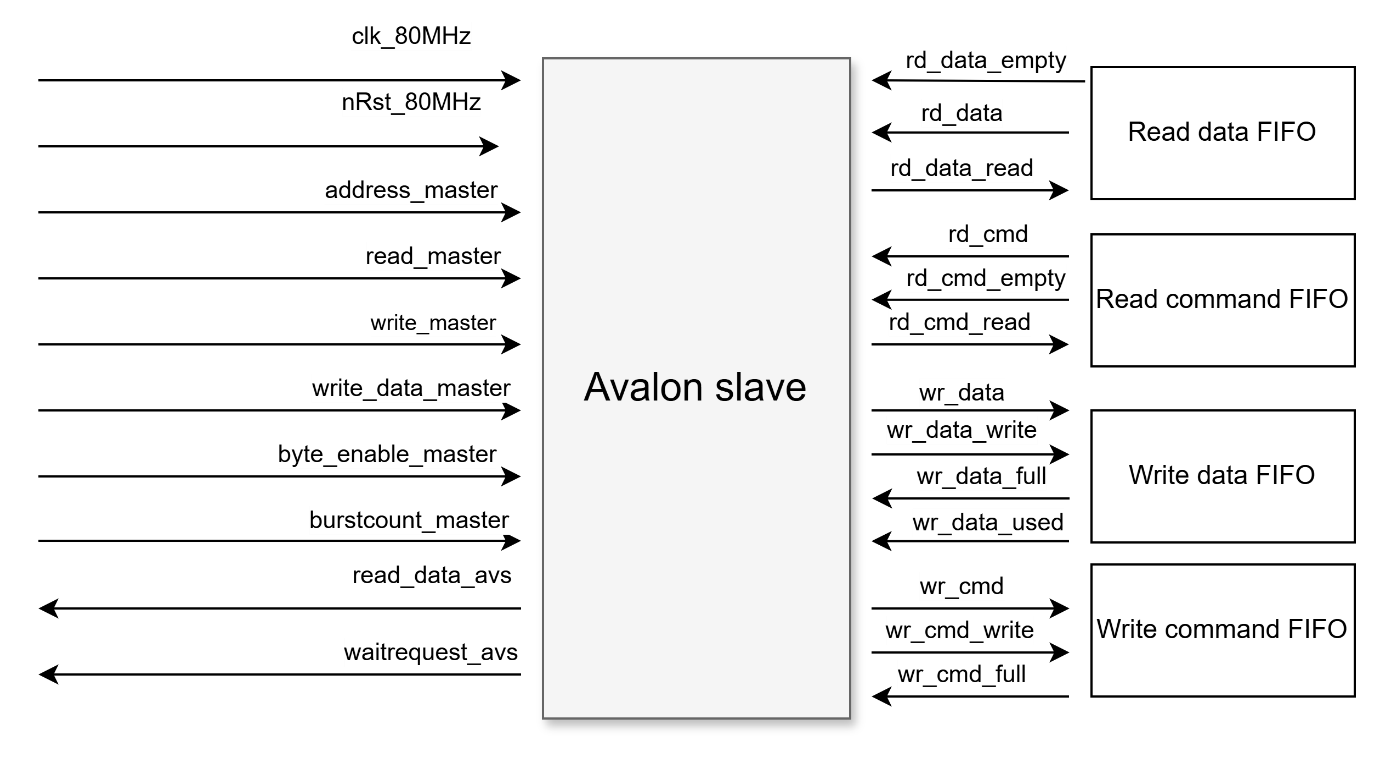 clk_80MHz
nRst_80MHz
address_master
read_master
write_master
write_data_master
byte_enable_master
burstcount_master
read_data_avs
waitrequest_avs
Avalon slave
rd_data_empty
rd_data
rd_data_read
Read data FIFO
rd_cmd
rd_cmd_empty
rd_cmd_read
Read command FIFO
wr_data
wr_data_write
wr_data_full
wr_data_used
Write data FIFO
wr_cmd
wr_cmd_write
wr_cmd_full
Write command FIFO